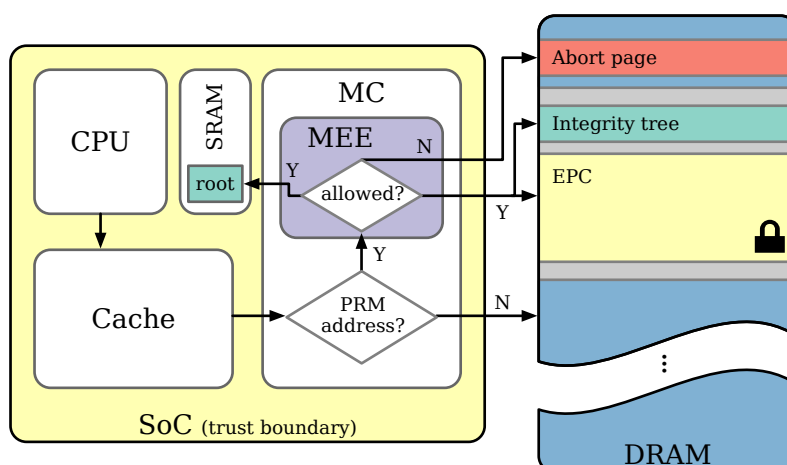 CPU
SRAM
root
MC
MEE
allowed?
Y
N
Y
Y
Cache
PRM
address?
N
SoC (trust boundary)
Abort page
Integrity tree
EPC
...
DRAM